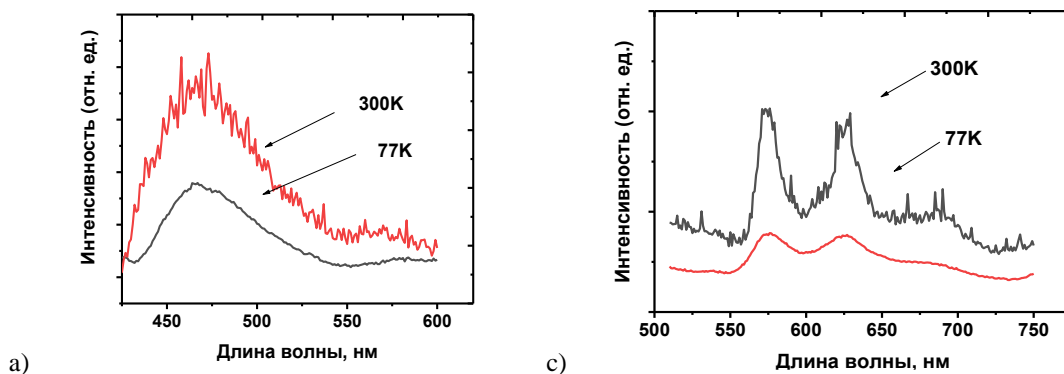 Интенсивность (отн. ед.)
300K
77K
450 500 550 600
Длина волны, нм
a)
Интенсивность (отн. ед.)
300K
77K
500 550 600 650 700 750
Длина волны, нм
c)